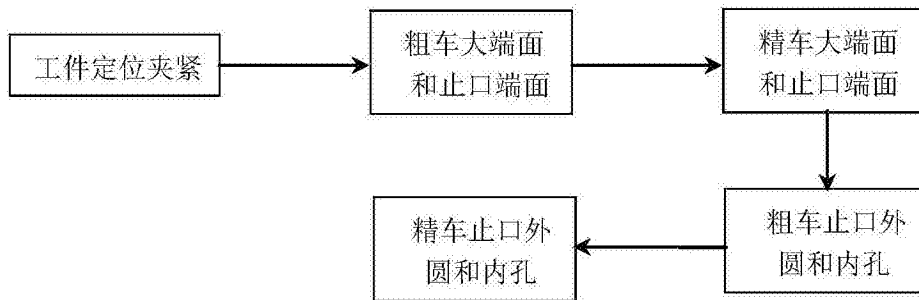 工件定位夹紧
粗车大端面
和止口端面
精车大端面
和止口端面
粗车止口外
圆和内孔
精车止口外
圆和内孔